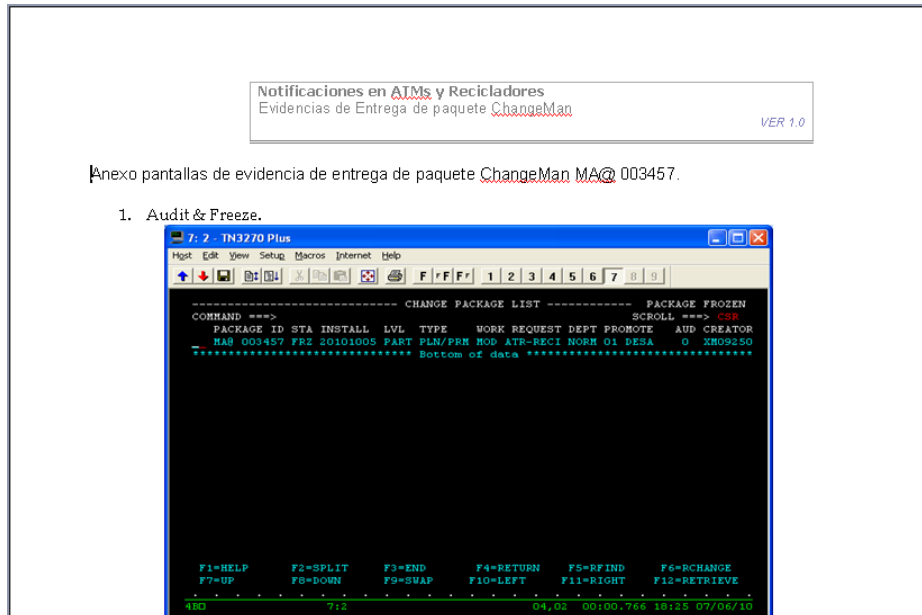 Notificaciones en ATMs y Recicladores
Evidencias de Entrega de paquete ChangeMan
VER 1.0
Anexo pantallas de evidencia de entrega de paquete ChangeMan MA@ 003457.
1. Audit & Freeze.
7: 2 - TN3270 Plus
Host Edit View Setup Macros Internet Help
F F F F 1 2 3 4 5 6 7 8 9
------------------------------ CHANGE PACKAGE LIST ------------ PACKAGE FROZEN
COMMAND ===> SCROLL ===> CSR
PACKAGE ID STA INSTALL LVL TYPE WORK REQUEST DEPT PROMOTE AUD CREATOR
MA@ 003457 FRZ 20101005 PART PLN/PRM MOD ATR-RECI NORM 01 DESA 0 XM09250
******************************** Bottom of data *********************************
F1=HELP F2=SPLIT F3=END F4=RETURN F5=RFIND F6=RCHANGE
F7=UP F8=DOWN F9=SWAP F10=LEFT F11=RIGHT F12=RETRIEVE
7:2 04,02 00:00.766 18:25 07/06/10